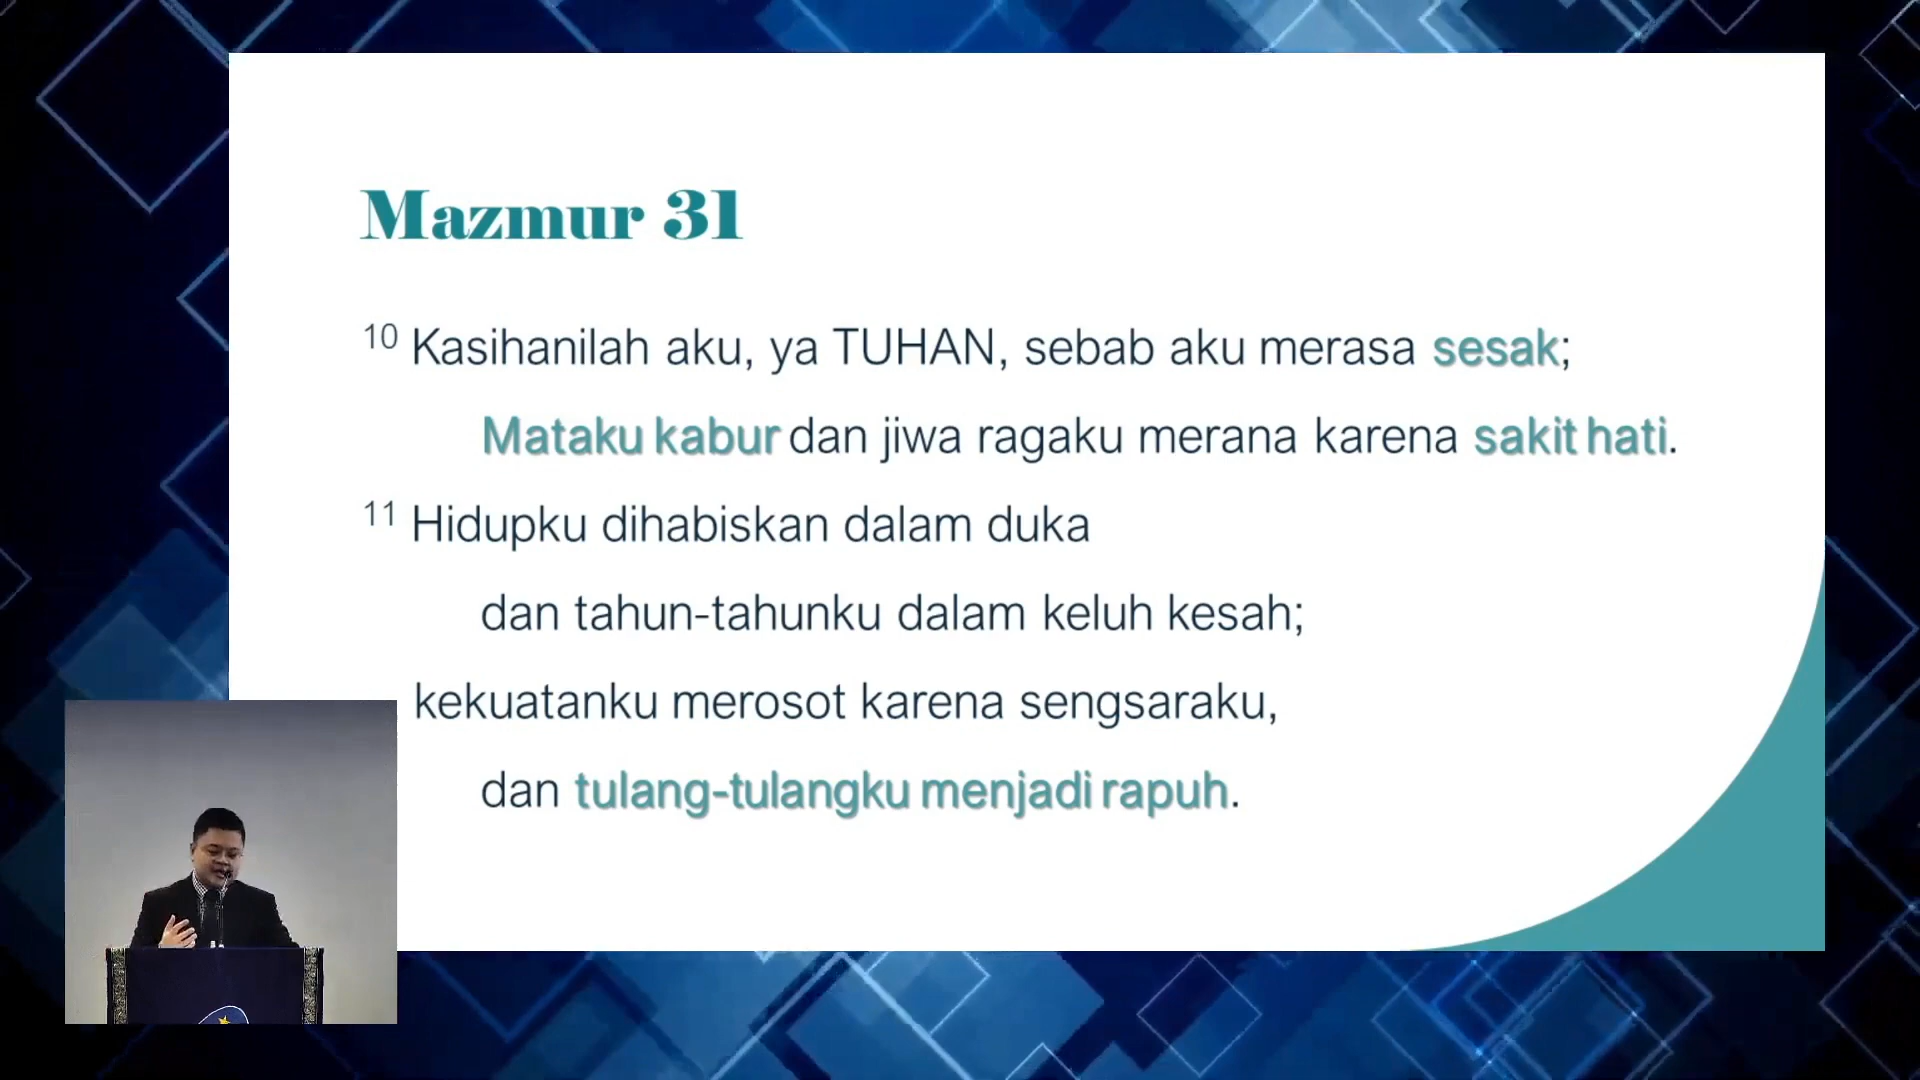 Mazmur 31
10 Kasihanilah aku, ya TUHAN, sebab aku merasa sesak;
Mataku kabur dan jiwa ragaku merana karena sakit hati.
11 Hidupku dihabiskan dalam duka
dan tahun-tahunku dalam keluh kesah;
kekuatanku merosot karena sengsaraku,
dan tulang-tulangku menjadi rapuh.